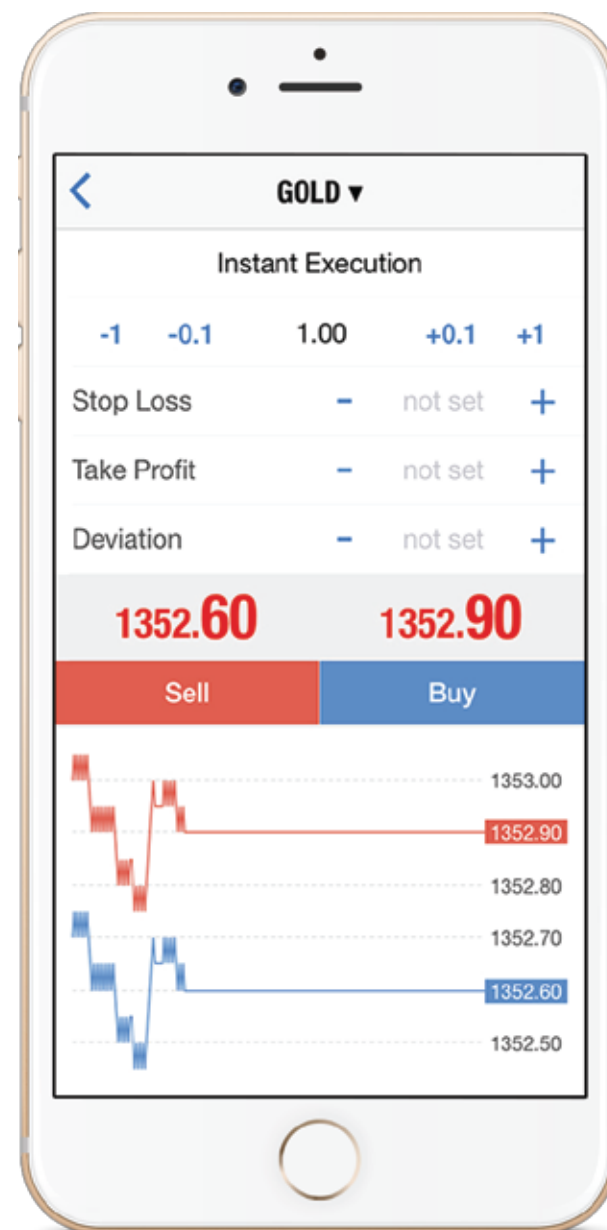 GOLD ▾
Instant Execution
-1 -0.1 1.00 +0.1 +1
Stop Loss - not set +
Take Profit - not set +
Deviation - not set +
1352.60 1352.90
Sell Buy
1353.00
1352.90
1352.80
1352.70
1352.60
1352.50